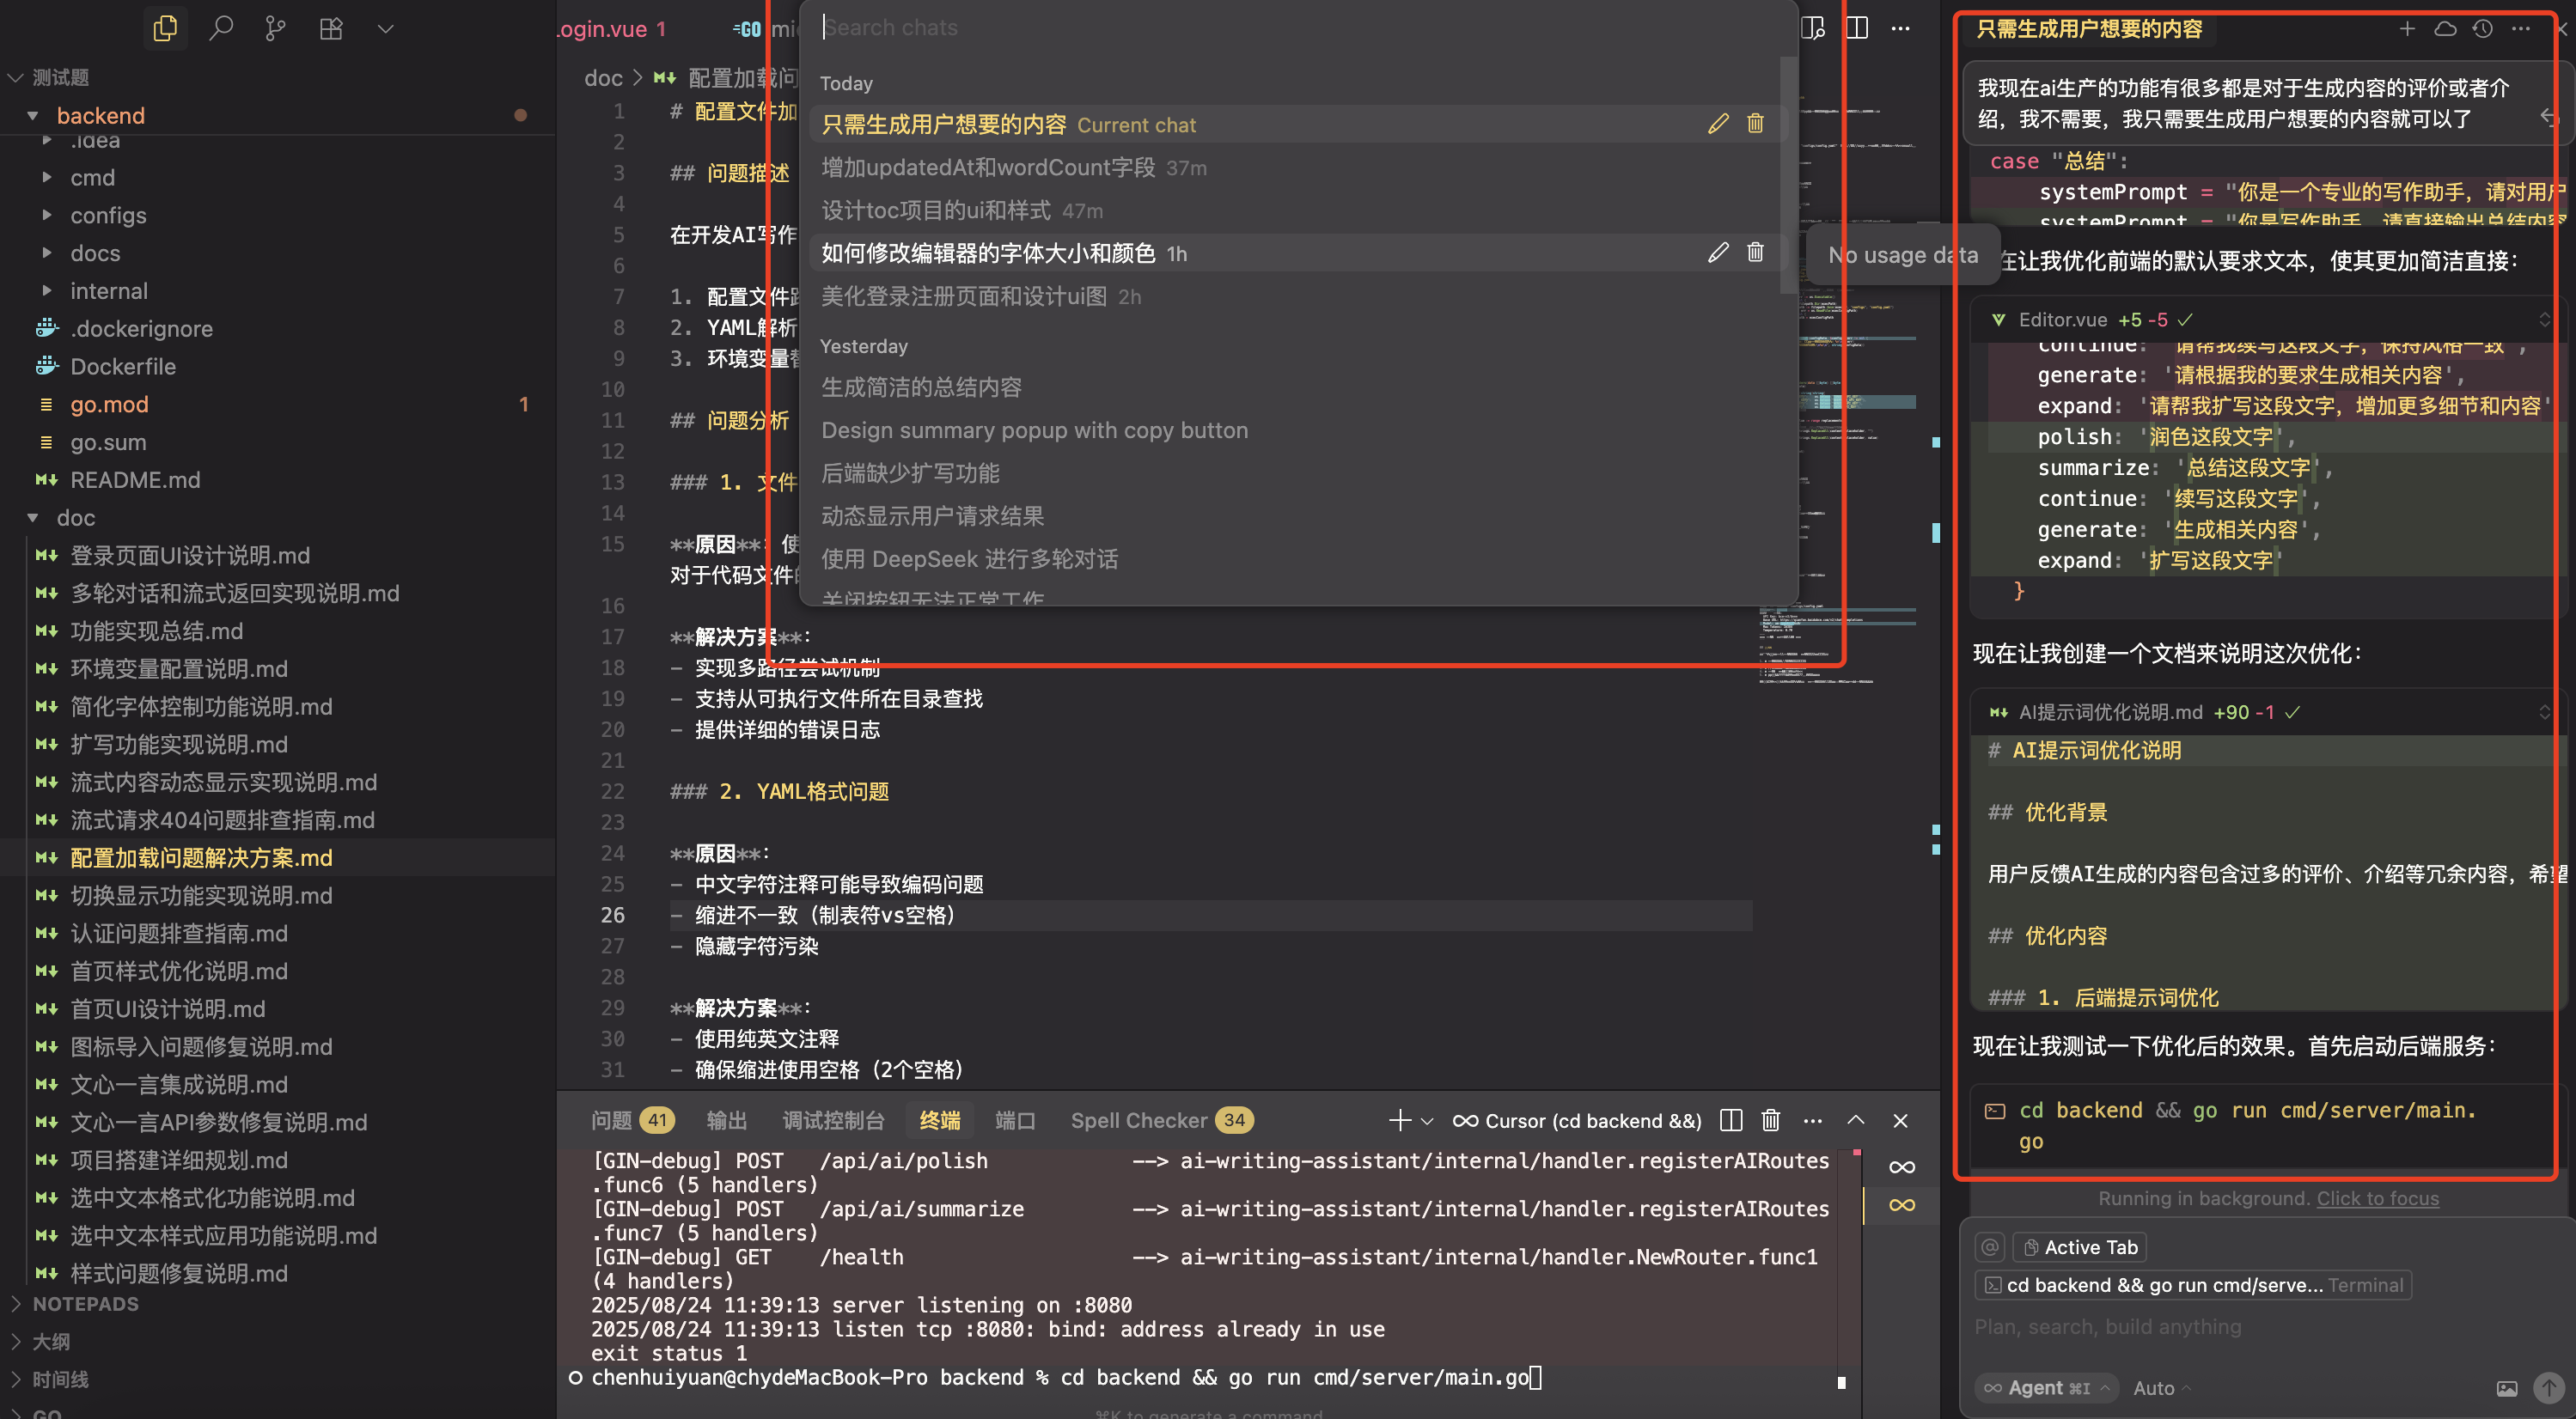 测试题
backend
.idea
cmd
configs
docs
internal
.dockerignore
Dockerfile
go.mod 1
go.sum
README.md
doc
登录页面UI设计说明.md
多轮对话和流式返回实现说明.md
功能实现总结.md
环境变量配置说明.md
简化字体控制功能说明.md
扩写功能实现说明.md
流式内容动态显示实现说明.md
流式请求404问题排查指南.md
配置加载问题解决方案.md
切换显示功能实现说明.md
认证问题排查指南.md
首页样式优化说明.md
首页UI设计说明.md
图标导入问题修复说明.md
文心一言集成说明.md
文心一言API参数修复说明.md
项目搭建详细规划.md
选中文本格式化功能说明.md
选中文本样式应用功能说明.md
样式问题修复说明.md
NOTEPADS
大纲
时间线
GO
Login.vue 1
GO mi
doc > 配置加载问
1 # 配置文件加
2
3 ## 问题描述
4
5 在开发AI写作
6
7 1. 配置文件路
8 2. YAML解析
9 3. 环境变量替
10
11 ## 问题分析
12
13 ### 1. 文件
14
15 **原因**: 使
对于代码文件的
16
17 **解决方案**:
18 - 实现多路径尝试机制
19 - 支持从可执行文件所在目录查找
20 - 提供详细的错误日志
21
22 ### 2. YAML格式问题
23
24 **原因**:
25 - 中文字符注释可能导致编码问题
26 - 缩进不一致（制表符vs空格）
27 - 隐藏字符污染
28
29 **解决方案**:
30 - 使用纯英文注释
31 - 确保缩进使用空格（2个空格）
Search chats
Today
只需生成用户想要的内容 Current chat
增加updatedAt和wordCount字段 37m
设计toc项目的ui和样式 47m
如何修改编辑器的字体大小和颜色 1h
美化登录注册页面和设计ui图 2h
Yesterday
生成简洁的总结内容
Design summary popup with copy button
后端缺少扩写功能
动态显示用户请求结果
使用 DeepSeek 进行多轮对话
关闭按钮无法正常工作
No usage data
问题 41 输出 调试控制台 终端 端口 Spell Checker 34
Cursor (cd backend &&)
[GIN-debug] POST /api/ai/polish --> ai-writing-assistant/internal/handler.registerAIRoutes
.func6 (5 handlers)
[GIN-debug] POST /api/ai/summarize --> ai-writing-assistant/internal/handler.registerAIRoutes
.func7 (5 handlers)
[GIN-debug] GET /health --> ai-writing-assistant/internal/handler.NewRouter.func1
(4 handlers)
2025/08/24 11:39:13 server listening on :8080
2025/08/24 11:39:13 listen tcp :8080: bind: address already in use
exit status 1
chenhuiyuan@chydeMacBook-Pro backend % cd backend && go run cmd/server/main.go
⌘K to generate a command
只需生成用户想要的内容
我现在ai生产的功能有很多都是对于生成内容的评价或者介
绍，我不需要，我只需要生成用户想要的内容就可以了
case "总结":
systemPrompt = "你是一个专业的写作助手，请对用户
systemPrompt = "你是写作助手，请直接输出总结内容
在让我优化前端的默认要求文本，使其更加简洁直接：
Editor.vue +5 -5
continue: '请帮我续写这段文字，保持风格一致',
generate: '请根据我的要求生成相关内容',
expand: '请帮我扩写这段文字，增加更多细节和内容'
polish: '润色这段文字',
summarize: '总结这段文字',
continue: '续写这段文字',
generate: '生成相关内容',
expand: '扩写这段文字'
}
现在让我创建一个文档来说明这次优化：
AI提示词优化说明.md +90 -1
# AI提示词优化说明
## 优化背景
用户反馈AI生成的内容包含过多的评价、介绍等冗余内容，希望
## 优化内容
### 1. 后端提示词优化
现在让我测试一下优化后的效果。首先启动后端服务：
cd backend && go run cmd/server/main.
go
Running in background. Click to focus
@ Active Tab
cd backend && go run cmd/serve... Terminal
Plan, search, build anything
Agent ⌘I Auto